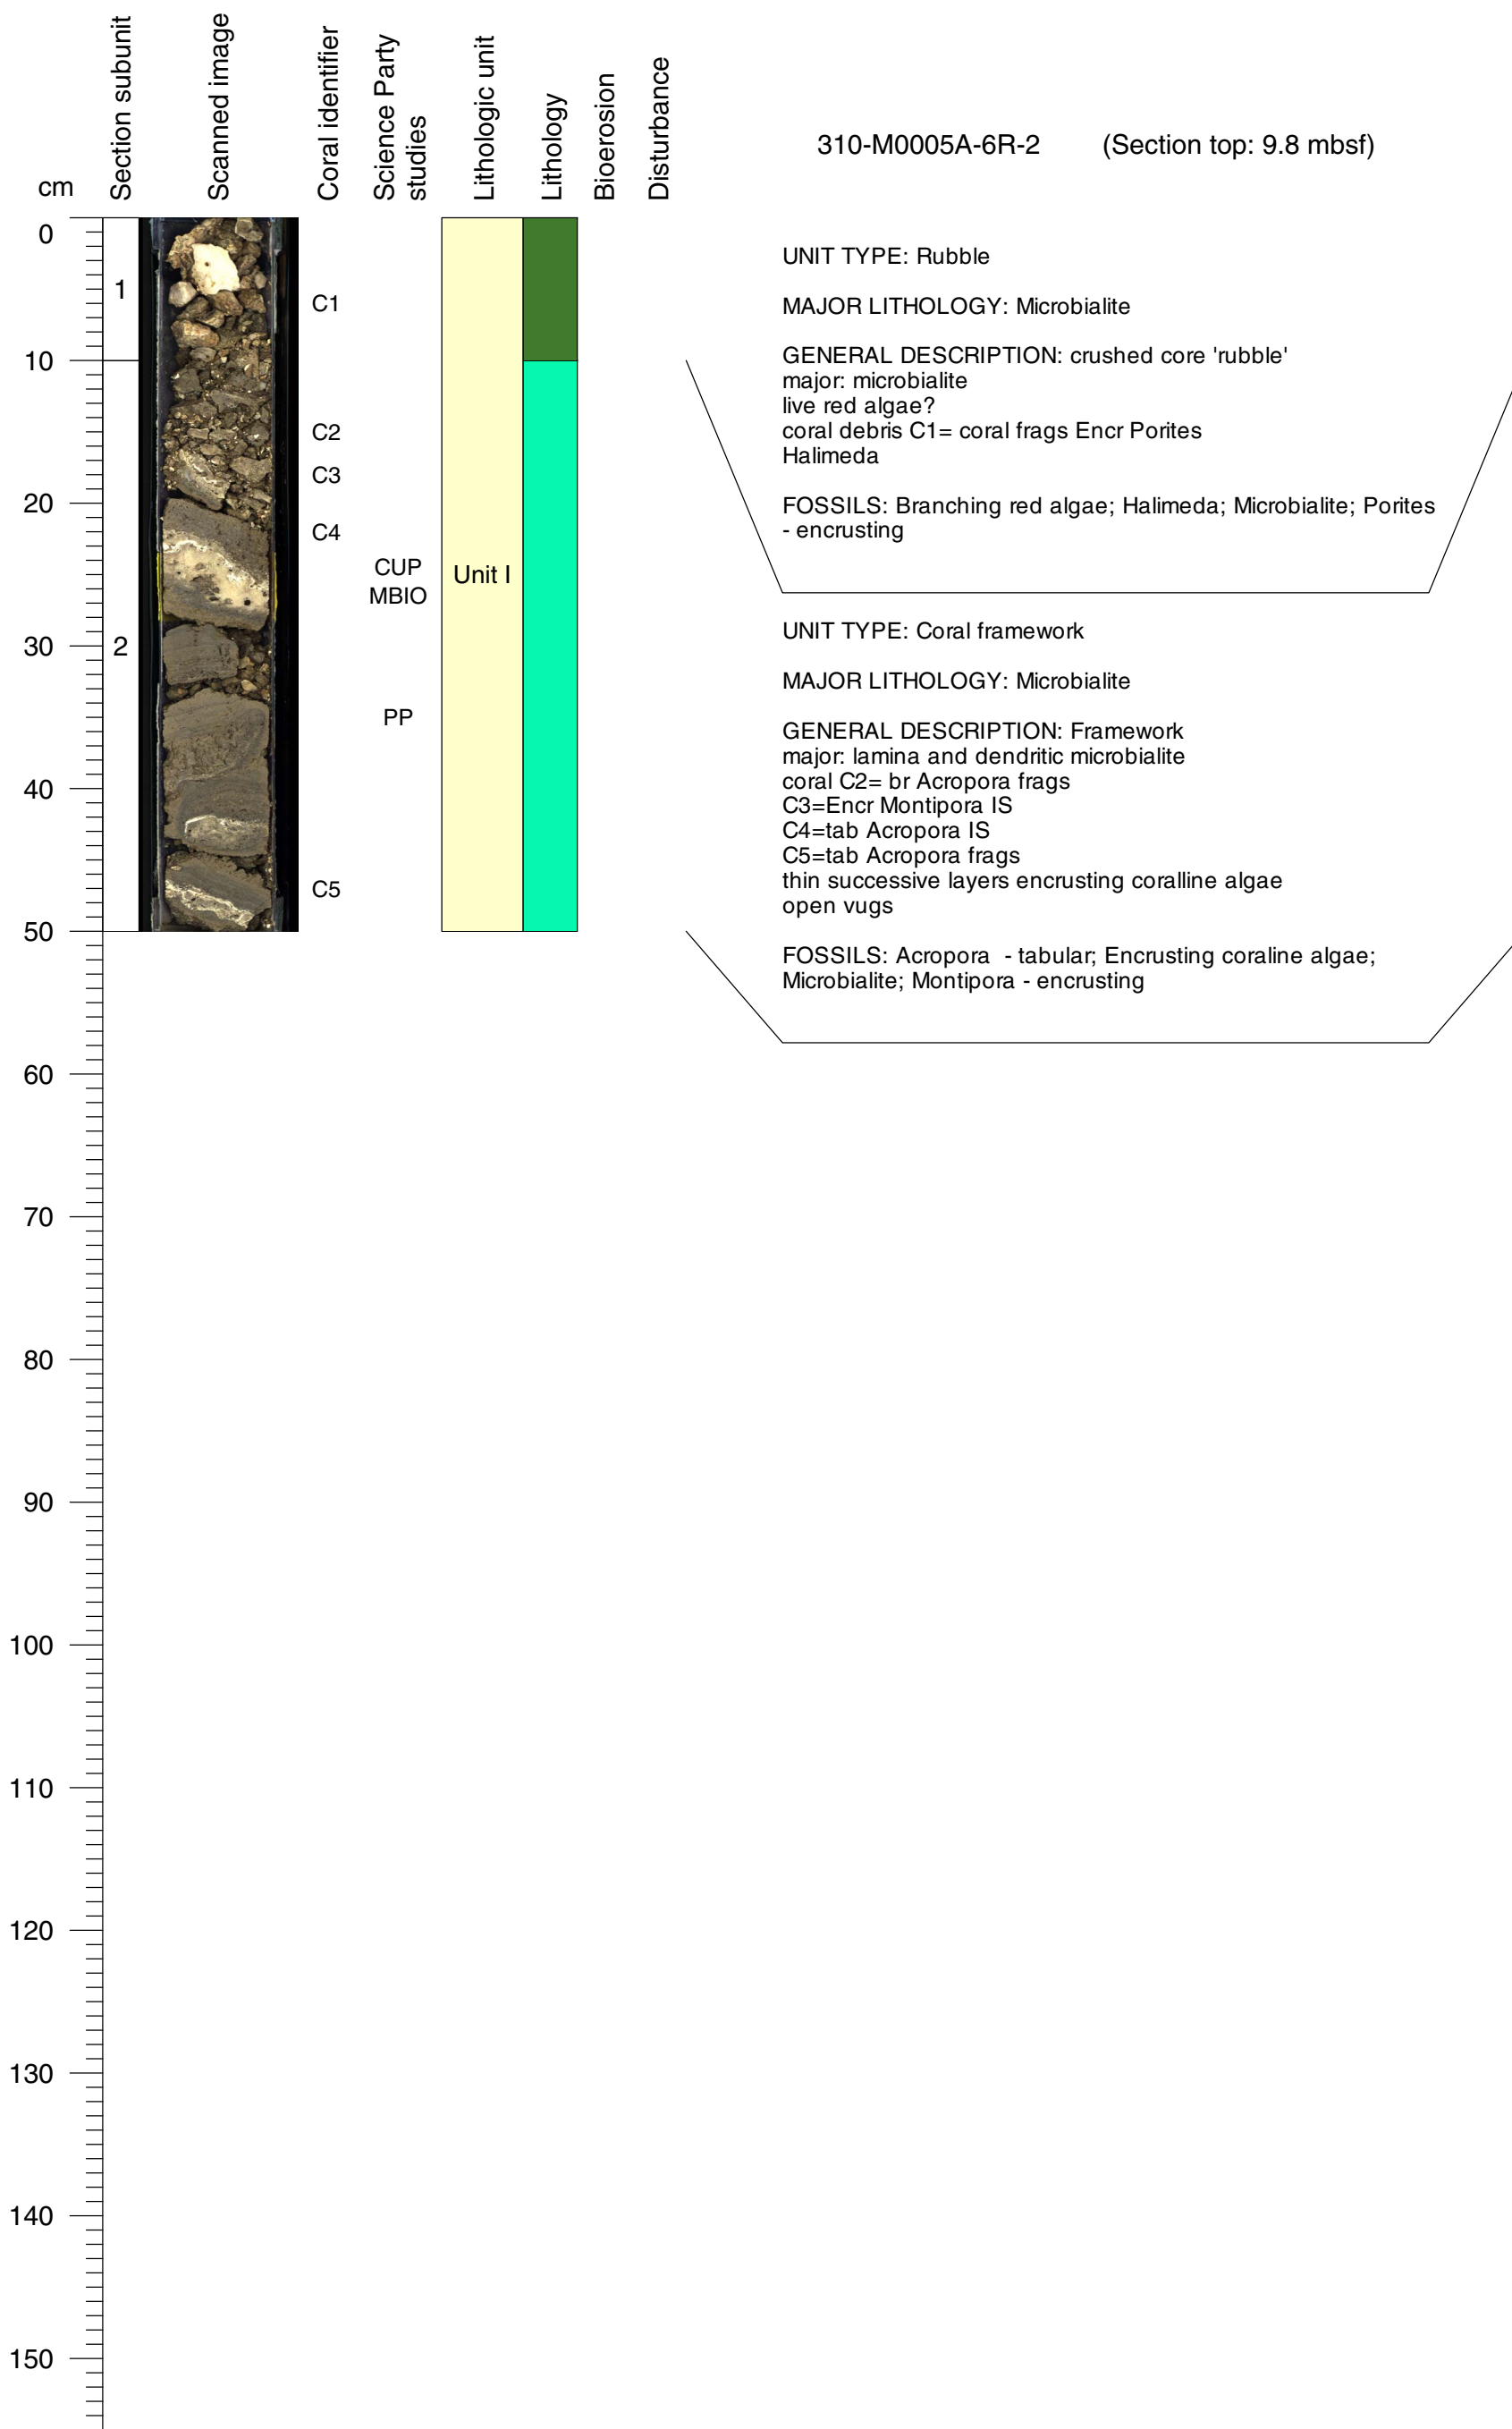 cm
Section subunit
Scanned image
Coral identifier
Science Party
studies
Lithologic unit
Lithology
Bioerosion
Disturbance
310-M0005A-6R-2 (Section top: 9.8 mbsf)
0
10
20
30
40
50
60
70
80
90
100
110
120
130
140
150
1
2
C1
C2
C3
C4
C5
CUP
MBIO
PP
Unit I
UNIT TYPE: Rubble
MAJOR LITHOLOGY: Microbialite
GENERAL DESCRIPTION: crushed core 'rubble'
major: microbialite
live red algae?
coral debris C1= coral frags Encr Porites
Halimeda
FOSSILS: Branching red algae; Halimeda; Microbialite; Porites
- encrusting
UNIT TYPE: Coral framework
MAJOR LITHOLOGY: Microbialite
GENERAL DESCRIPTION: Framework
major: lamina and dendritic microbialite
coral C2= br Acropora frags
C3=Encr Montipora IS
C4=tab Acropora IS
C5=tab Acropora frags
thin successive layers encrusting coralline algae
open vugs
FOSSILS: Acropora - tabular; Encrusting coraline algae;
Microbialite; Montipora - encrusting